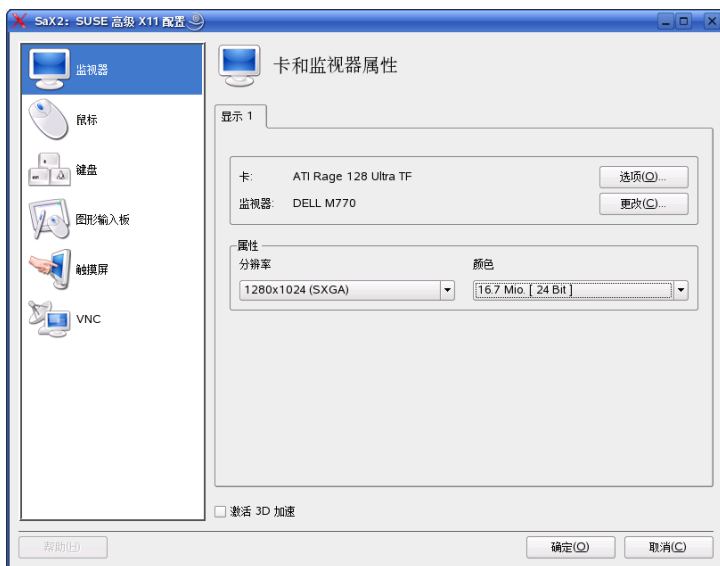 SaX2: SUSE 高级 X11 配置
监视器
鼠标
键盘
图形输入板
触摸屏
VNC
卡和监视器属性
显示 1
卡: ATI Rage 128 Ultra TF 选项(O)...
监视器: DELL M770 更改(C)...
属性
分辨率 颜色
1280x1024 (SXGA) 16.7 Mio. [ 24 Bit ]
激活 3D 加速
帮助(H) 确定(O) 取消(C)